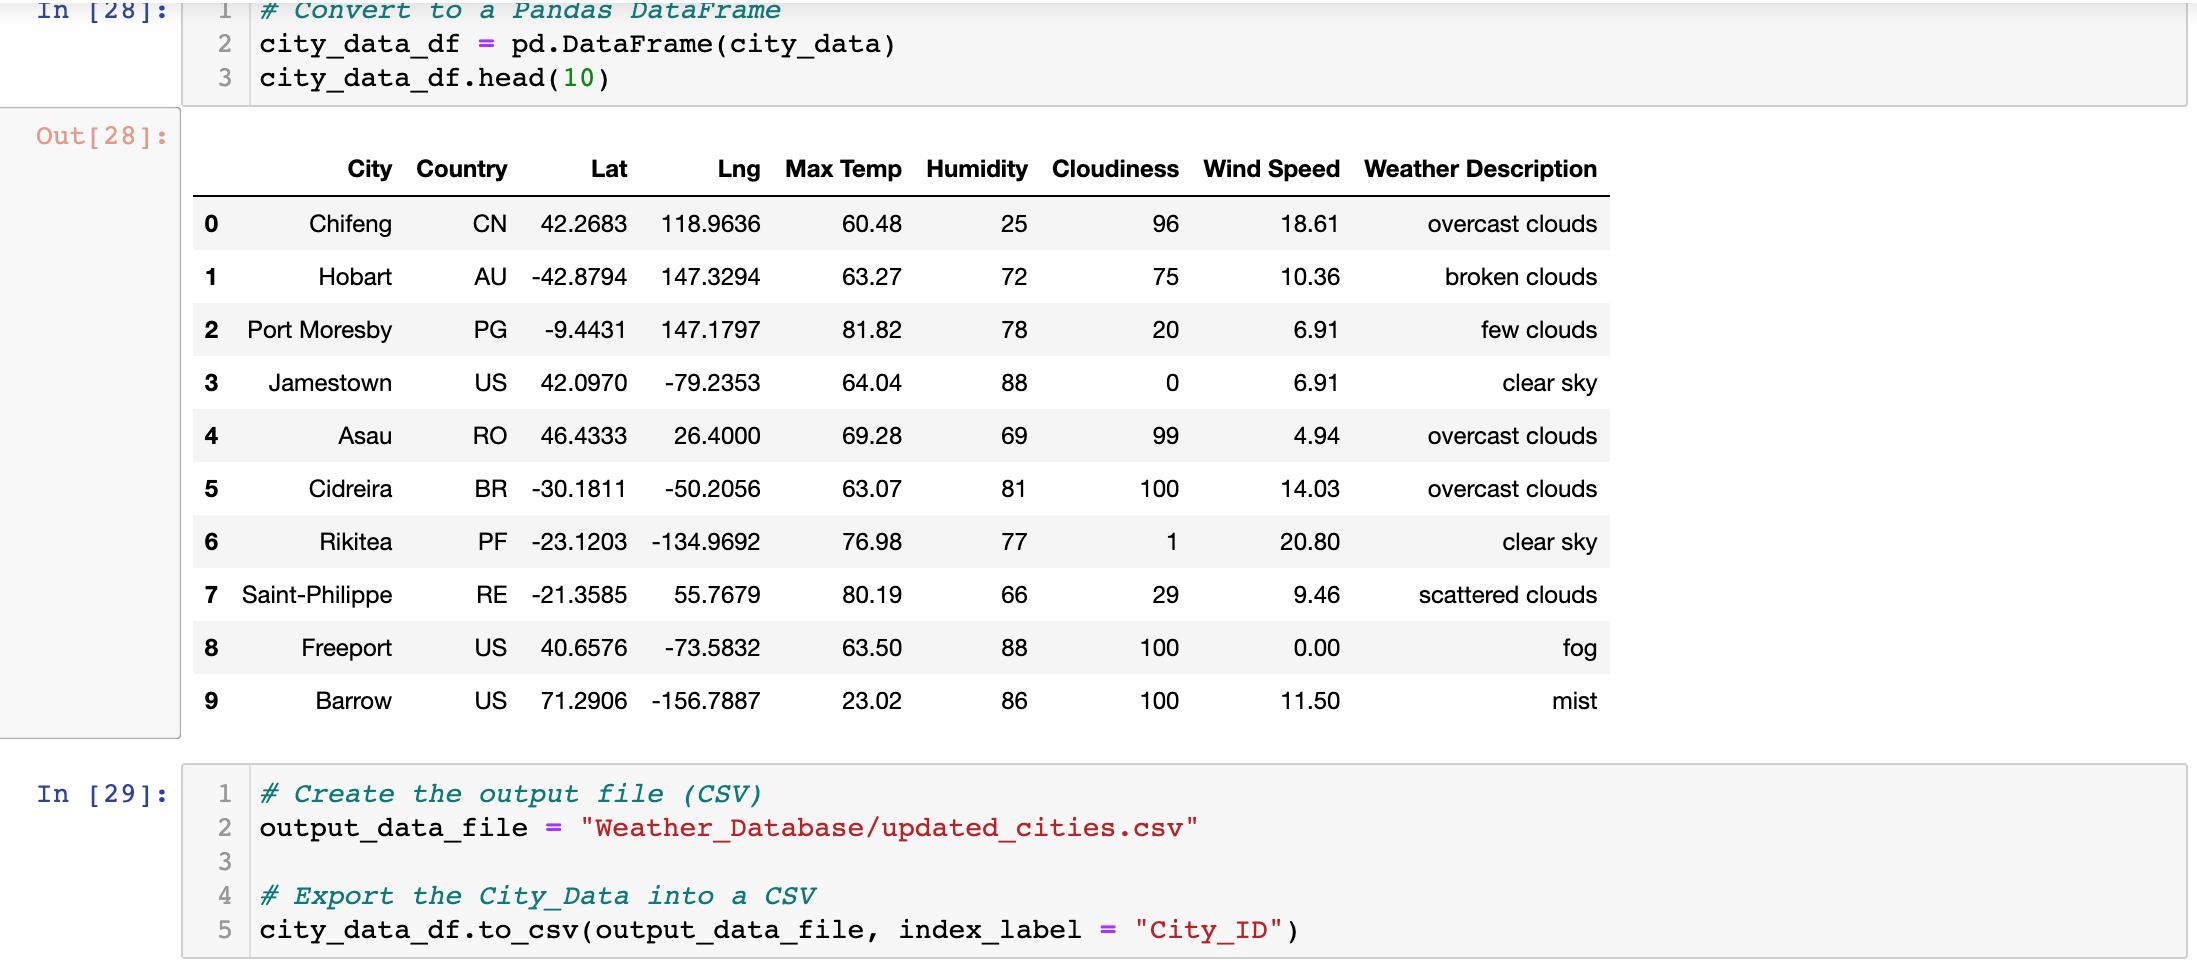 In [28]:
1 # Convert to a Pandas DataFrame
2 city_data_df = pd.DataFrame(city_data)
3 city_data_df.head(10)
Out[28]:
City Country Lat Lng Max Temp Humidity Cloudiness Wind Speed Weather Description
0 Chifeng CN 42.2683 118.9636 60.48 25 96 18.61 overcast clouds
1 Hobart AU -42.8794 147.3294 63.27 72 75 10.36 broken clouds
2 Port Moresby PG -9.4431 147.1797 81.82 78 20 6.91 few clouds
3 Jamestown US 42.0970 -79.2353 64.04 88 0 6.91 clear sky
4 Asau RO 46.4333 26.4000 69.28 69 99 4.94 overcast clouds
5 Cidreira BR -30.1811 -50.2056 63.07 81 100 14.03 overcast clouds
6 Rikitea PF -23.1203 -134.9692 76.98 77 1 20.80 clear sky
7 Saint-Philippe RE -21.3585 55.7679 80.19 66 29 9.46 scattered clouds
8 Freeport US 40.6576 -73.5832 63.50 88 100 0.00 fog
9 Barrow US 71.2906 -156.7887 23.02 86 100 11.50 mist
In [29]:
1 # Create the output file (CSV)
2 output_data_file = "Weather_Database/updated_cities.csv"
3
4 # Export the City_Data into a CSV
5 city_data_df.to_csv(output_data_file, index_label = "City_ID")